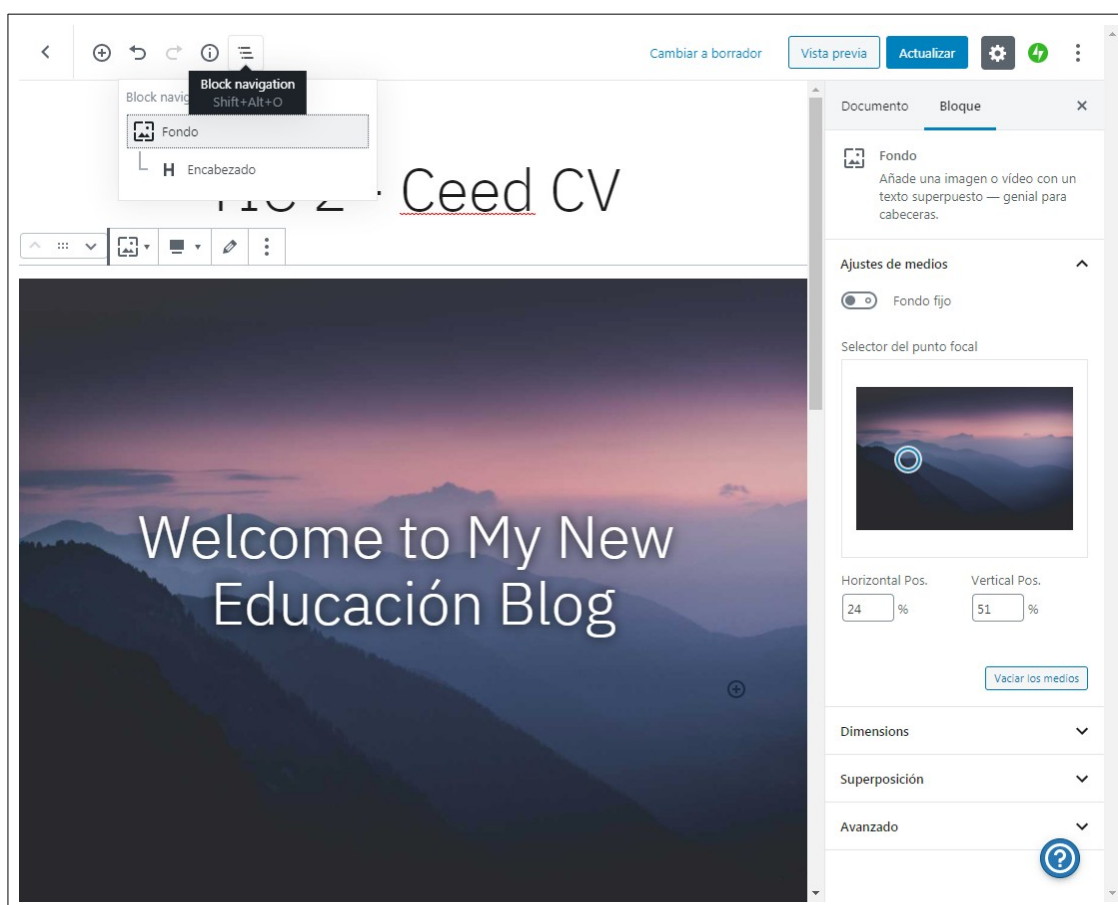 Cambiar a borrador
Vista previa
Actualizar
Block navigation
Shift+Alt+O
Block navig
Fondo
H Encabezado
Ceed CV
Documento
Bloque
Fondo
Añade una imagen o vídeo con un
texto superpuesto — genial para
cabeceras.
Ajustes de medios
Fondo fijo
Selector del punto focal
Horizontal Pos.
Vertical Pos.
24 %
51 %
Vaciar los medios
Dimensions
Superposición
Avanzado
Welcome to My New
Educación Blog